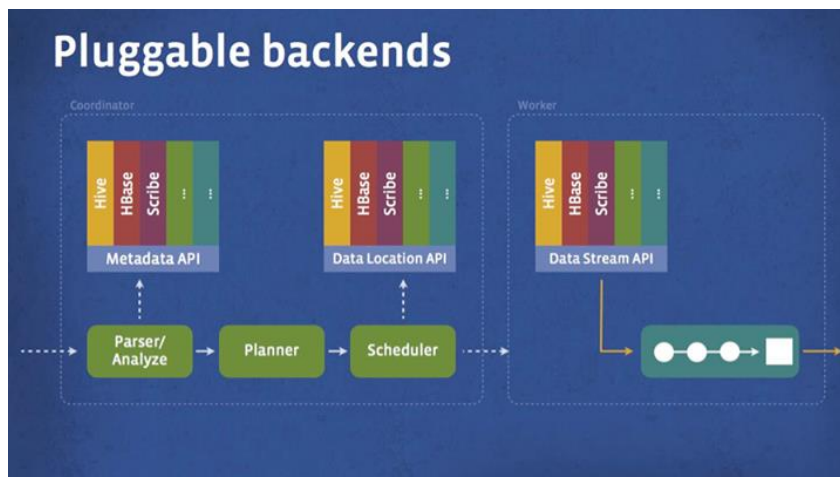 Pluggable backends
Coordinator
Worker
Hive
HBase
Scribe
...
...
Metadata API
Hive
HBase
Scribe
...
...
Data Location API
Hive
HBase
Scribe
...
...
Data Stream API
Parser/
Analyze
Planner
Scheduler